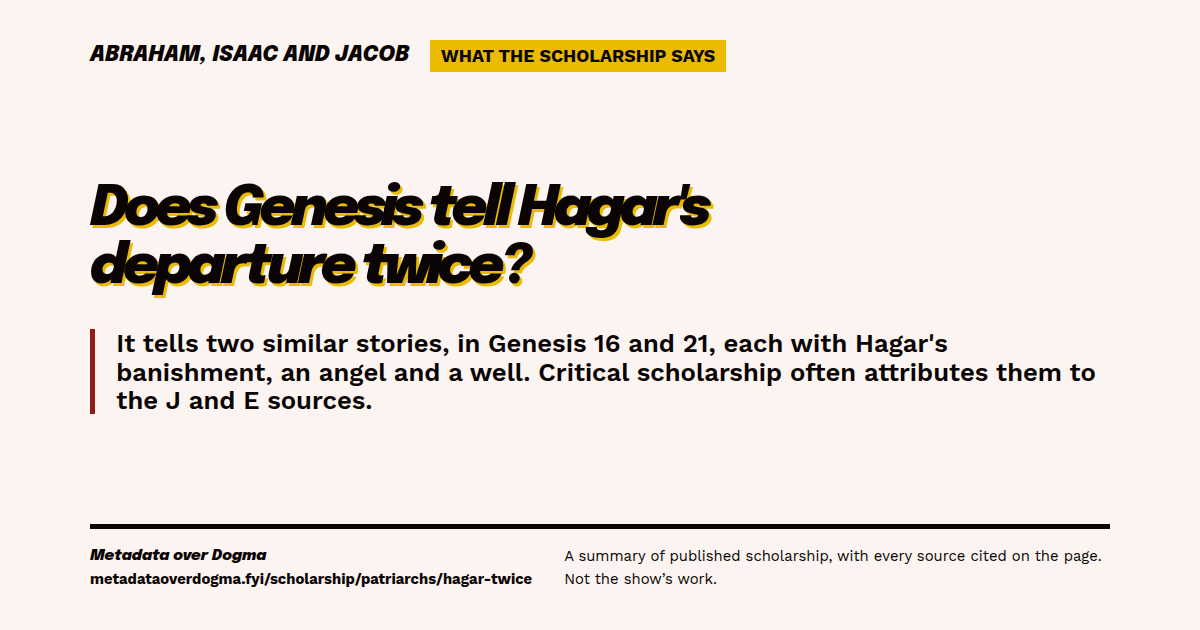 ABRAHAM, ISAAC AND JACOB
WHAT THE SCHOLARSHIP SAYS
Does Genesis tell Hagar's
departure twice?
It tells two similar stories, in Genesis 16 and 21, each with Hagar's
banishment, an angel and a well. Critical scholarship often attributes them to
the J and E sources.
Metadata over Dogma
metadataoverdogma.fyi/scholarship/patriarchs/hagar-twice
A summary of published scholarship, with every source cited on the page.
Not the show’s work.